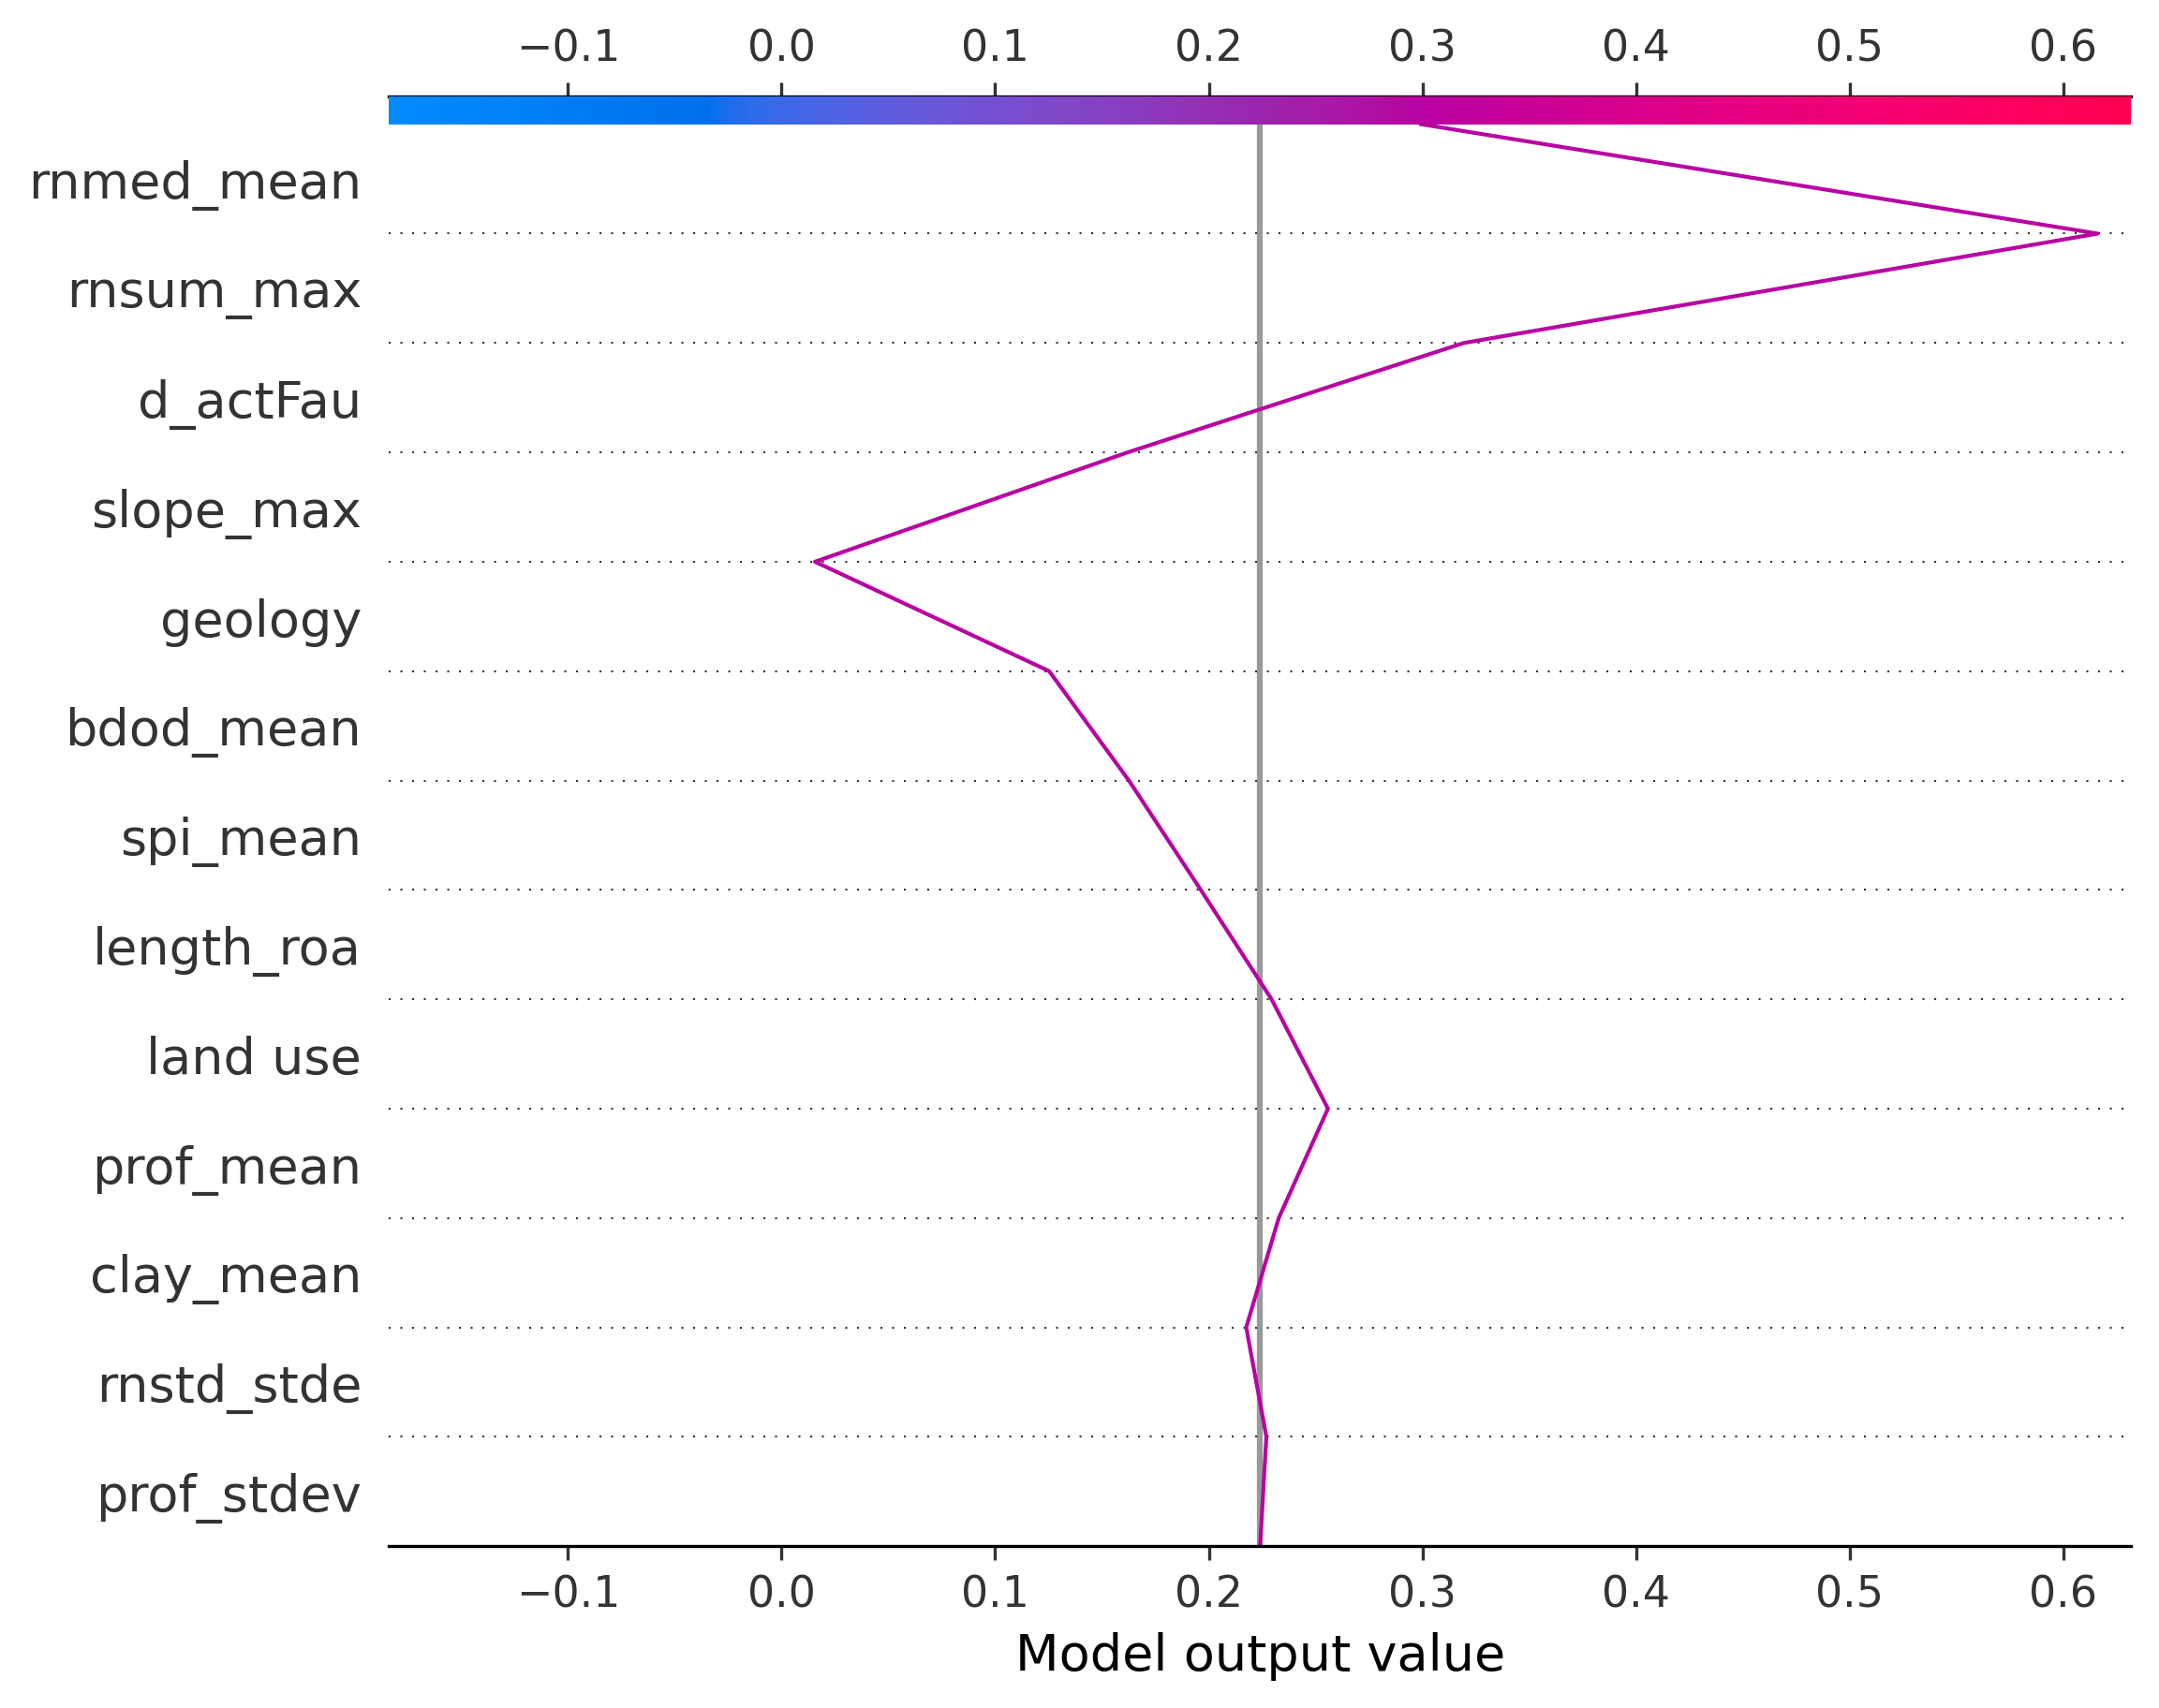 −0.1 0.0 0.1 0.2 0.3 0.4 0.5 0.6
rnmed_mean
rnsum_max
d_actFau
slope_max
geology
bdod_mean
spi_mean
length_roa
land use
prof_mean
clay_mean
rnstd_stde
prof_stdev
−0.1 0.0 0.1 0.2 0.3 0.4 0.5 0.6
Model output value